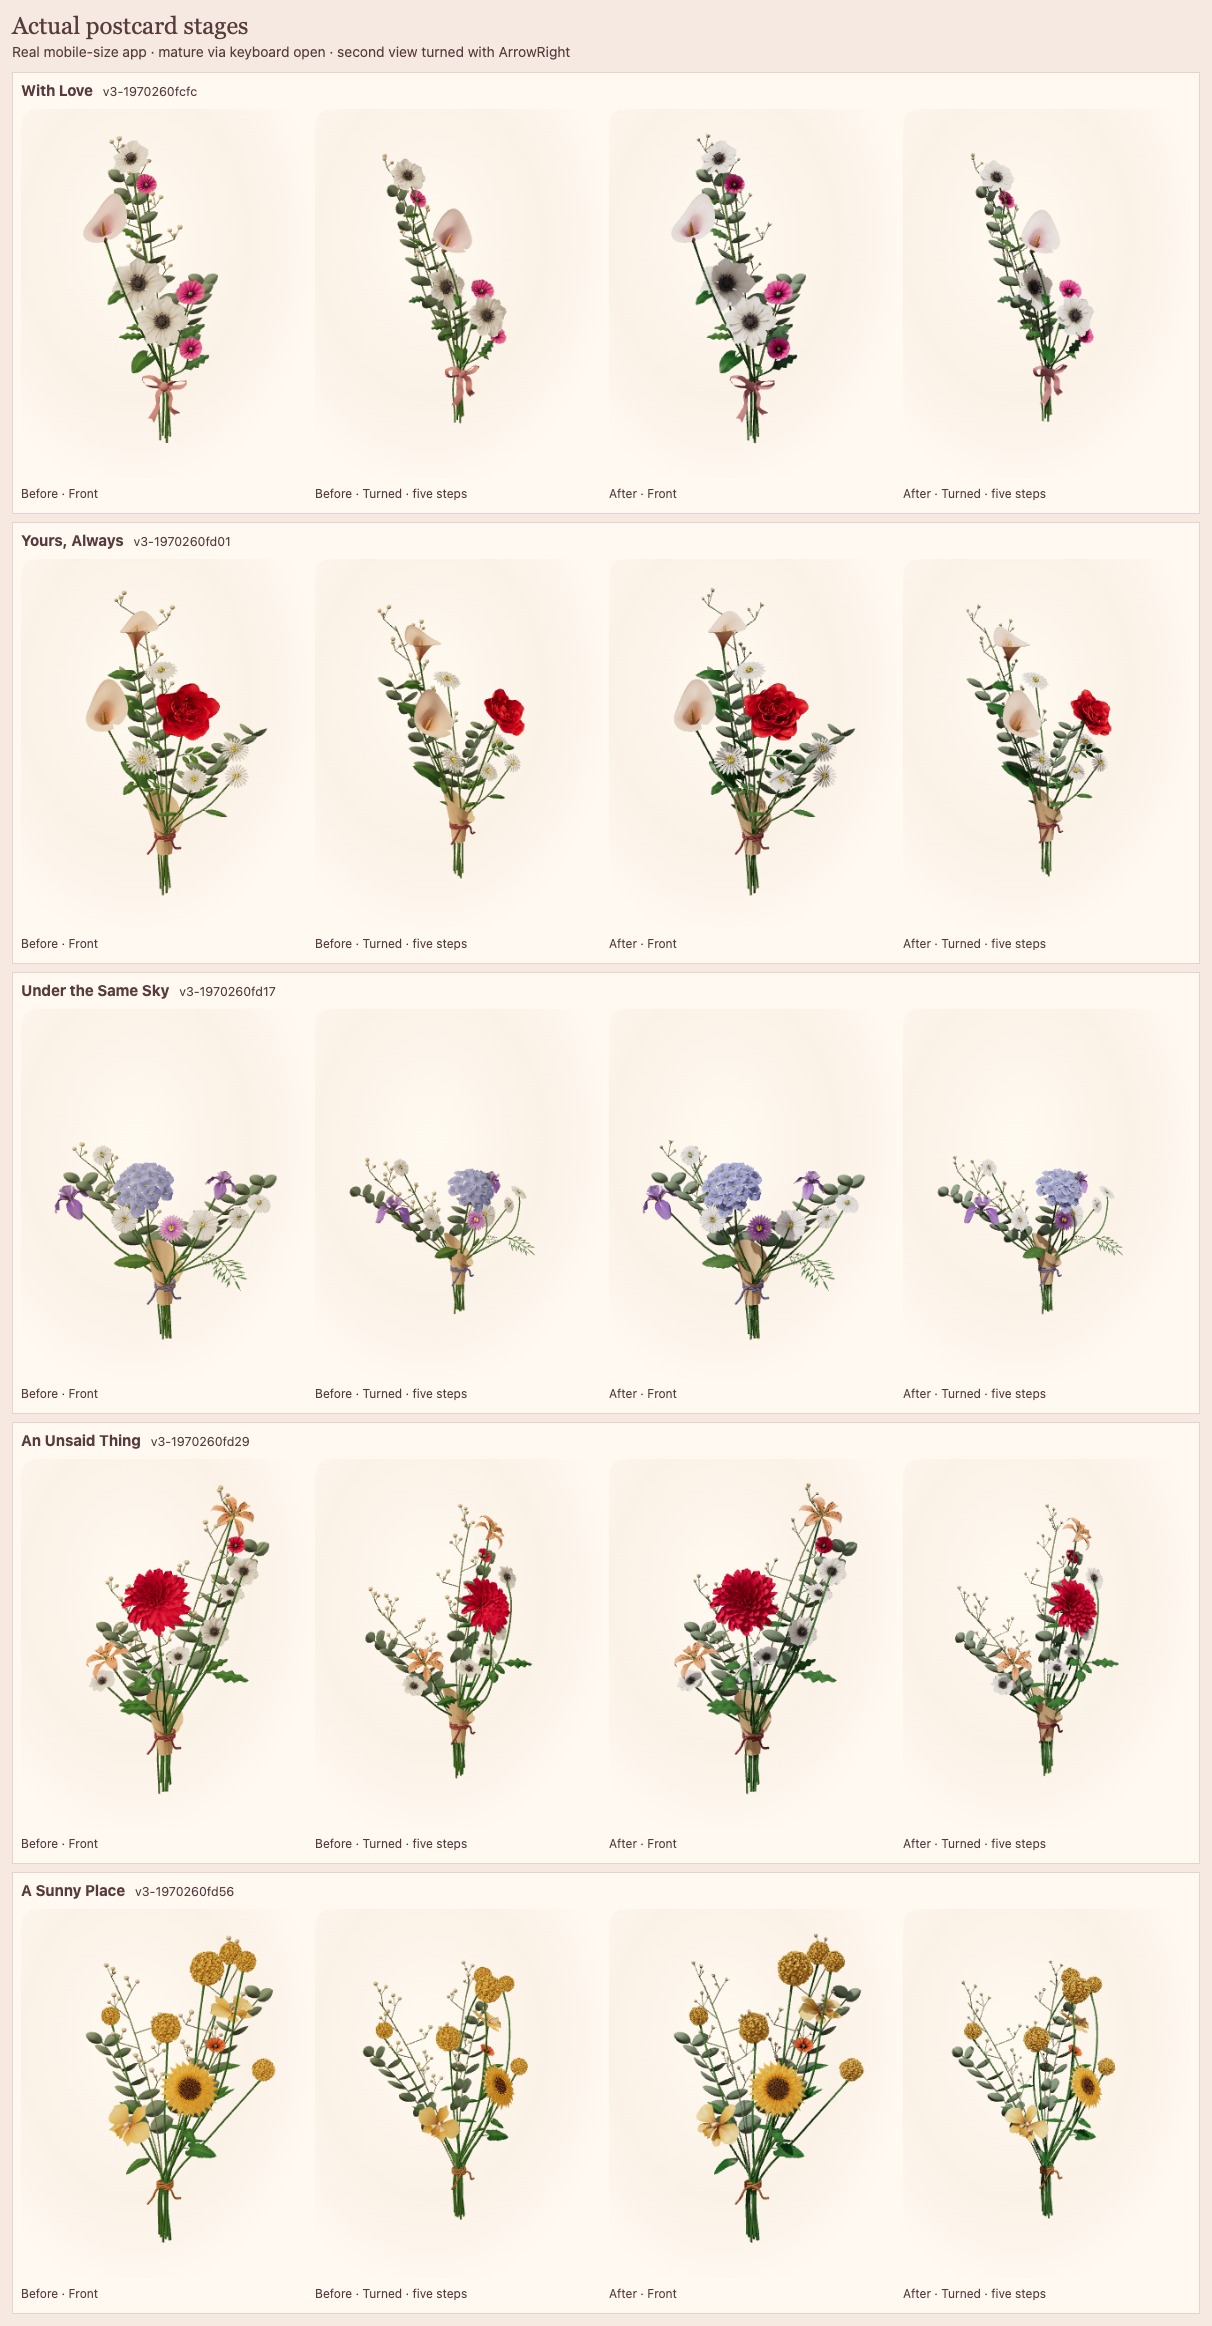 Actual postcard stages
Real mobile-size app · mature via keyboard open · second view turned with ArrowRight
With Love v3-1970260fcfc
Before · Front
Before · Turned · five steps
After · Front
After · Turned · five steps
Yours, Always v3-1970260fd01
Before · Front
Before · Turned · five steps
After · Front
After · Turned · five steps
Under the Same Sky v3-1970260fd17
Before · Front
Before · Turned · five steps
After · Front
After · Turned · five steps
An Unsaid Thing v3-1970260fd29
Before · Front
Before · Turned · five steps
After · Front
After · Turned · five steps
A Sunny Place v3-1970260fd56
Before · Front
Before · Turned · five steps
After · Front
After · Turned · five steps